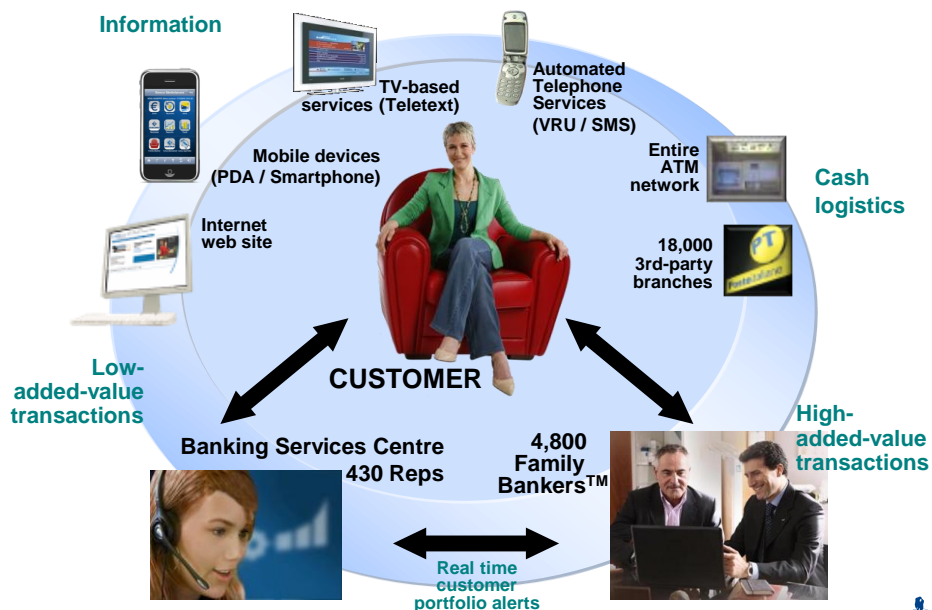 Information
TV-based
services (Teletext)
Automated
Telephone
Services
(VRU / SMS)
Mobile devices
(PDA / Smartphone)
Entire
ATM
network
Cash
logistics
Internet
web site
18,000
3rd-party
branches
PT
Posteitaliane
Low-
added-value
transactions
CUSTOMER
High-
added-value
transactions
Banking Services Centre
430 Reps
4,800
Family
Bankers™
Real time
customer
portfolio alerts